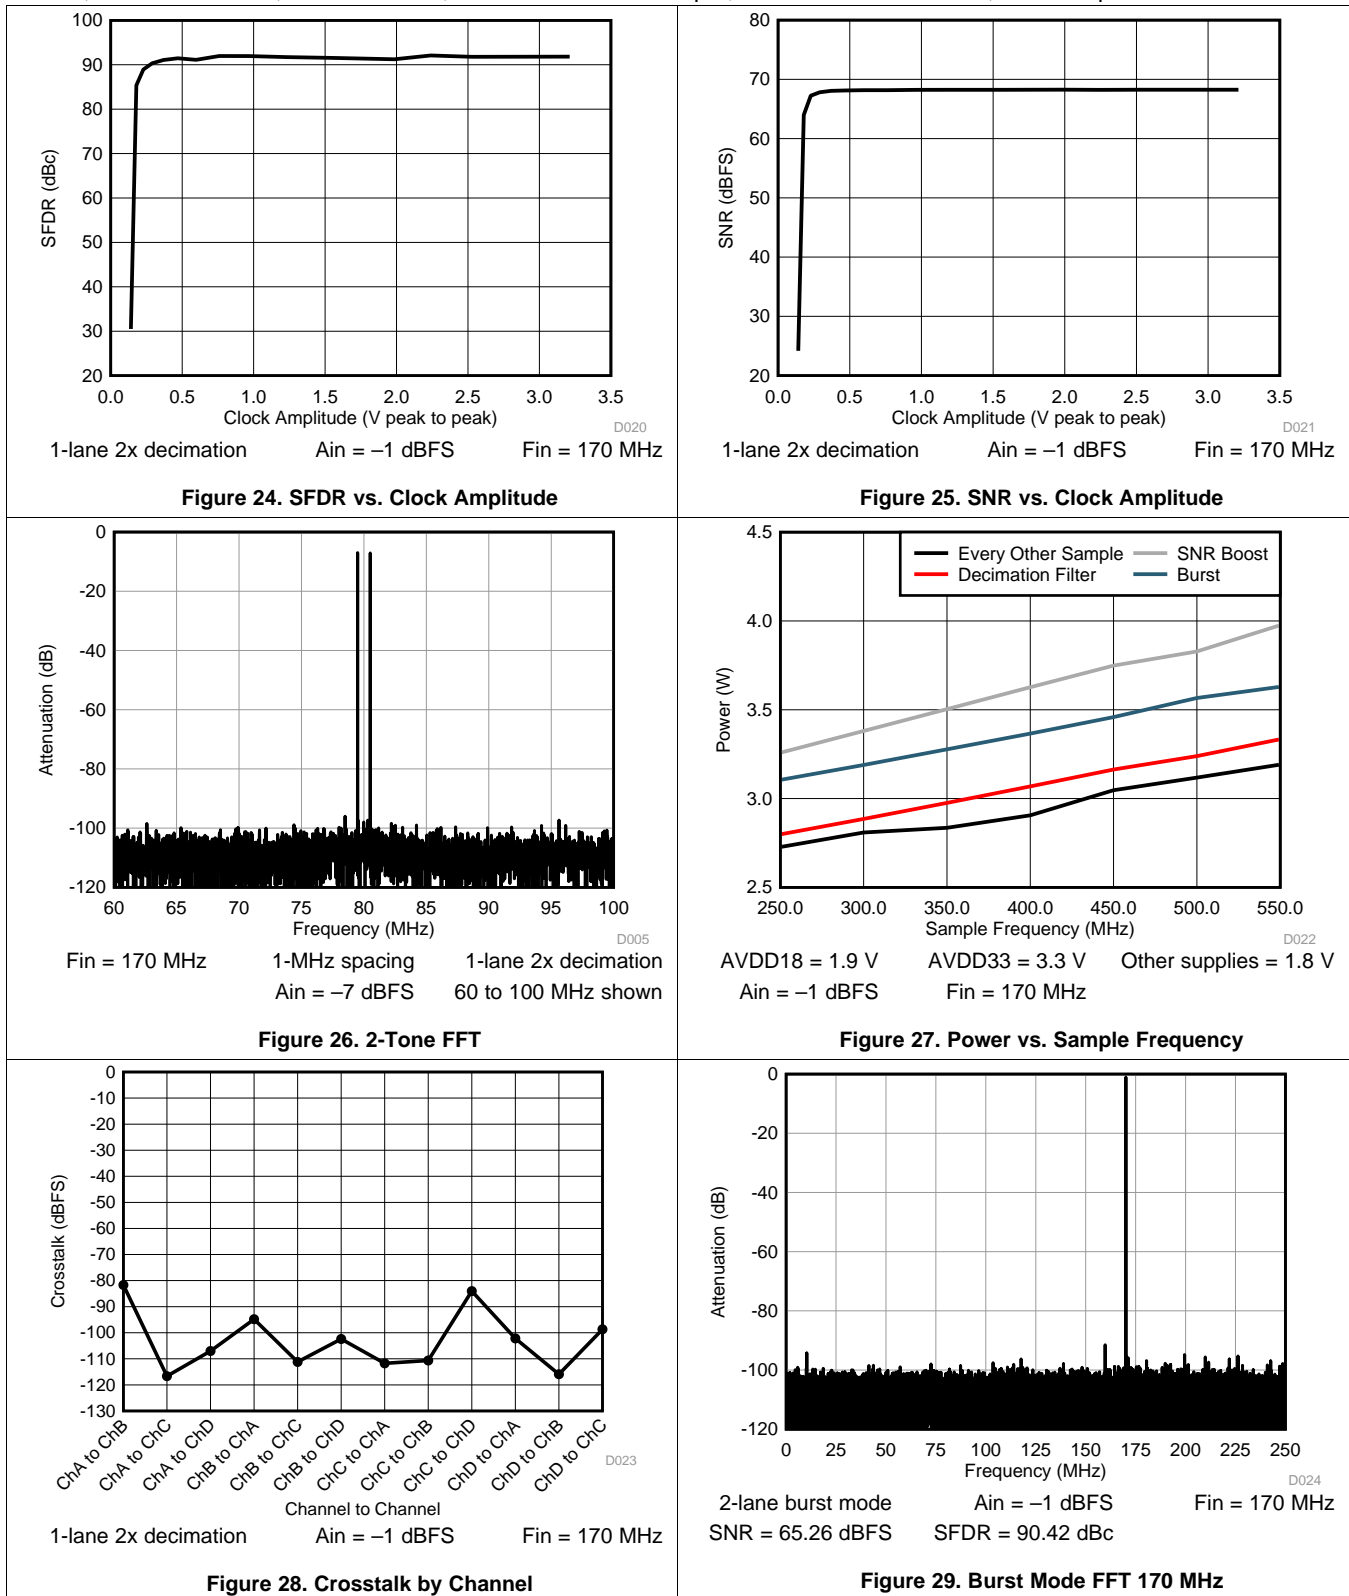 100
90
80
70
60
50
40
30
20
SFDR (dBc)
0.0 0.5 1.0 1.5 2.0 2.5 3.0 3.5
Clock Amplitude (V peak to peak)
D020
1-lane 2x decimation Ain = –1 dBFS Fin = 170 MHz
Figure 24. SFDR vs. Clock Amplitude
80
70
60
50
40
30
20
SNR (dBFS)
0.0 0.5 1.0 1.5 2.0 2.5 3.0 3.5
Clock Amplitude (V peak to peak)
D021
1-lane 2x decimation Ain = –1 dBFS Fin = 170 MHz
Figure 25. SNR vs. Clock Amplitude
0
-20
-40
-60
-80
-100
-120
Attenuation (dB)
60 65 70 75 80 85 90 95 100
Frequency (MHz)
D005
Fin = 170 MHz 1-MHz spacing 1-lane 2x decimation
Ain = –7 dBFS 60 to 100 MHz shown
Figure 26. 2-Tone FFT
4.5
4.0
3.5
3.0
2.5
Power (W)
Every Other Sample SNR Boost
Decimation Filter Burst
250.0 300.0 350.0 400.0 450.0 500.0 550.0
Sample Frequency (MHz)
D022
AVDD18 = 1.9 V AVDD33 = 3.3 V Other supplies = 1.8 V
Ain = –1 dBFS Fin = 170 MHz
Figure 27. Power vs. Sample Frequency
0
-10
-20
-30
-40
-50
-60
-70
-80
-90
-100
-110
-120
-130
Crosstalk (dBFS)
ChA to ChB
ChA to ChC
ChA to ChD
ChB to ChA
ChB to ChC
ChB to ChD
ChC to ChA
ChC to ChB
ChC to ChD
ChD to ChA
ChD to ChB
ChD to ChC
D023
Channel to Channel
1-lane 2x decimation Ain = –1 dBFS Fin = 170 MHz
Figure 28. Crosstalk by Channel
0
-20
-40
-60
-80
-100
-120
Attenuation (dB)
0 25 50 75 100 125 150 175 200 225 250
Frequency (MHz)
D024
2-lane burst mode Ain = –1 dBFS Fin = 170 MHz
SNR = 65.26 dBFS SFDR = 90.42 dBc
Figure 29. Burst Mode FFT 170 MHz